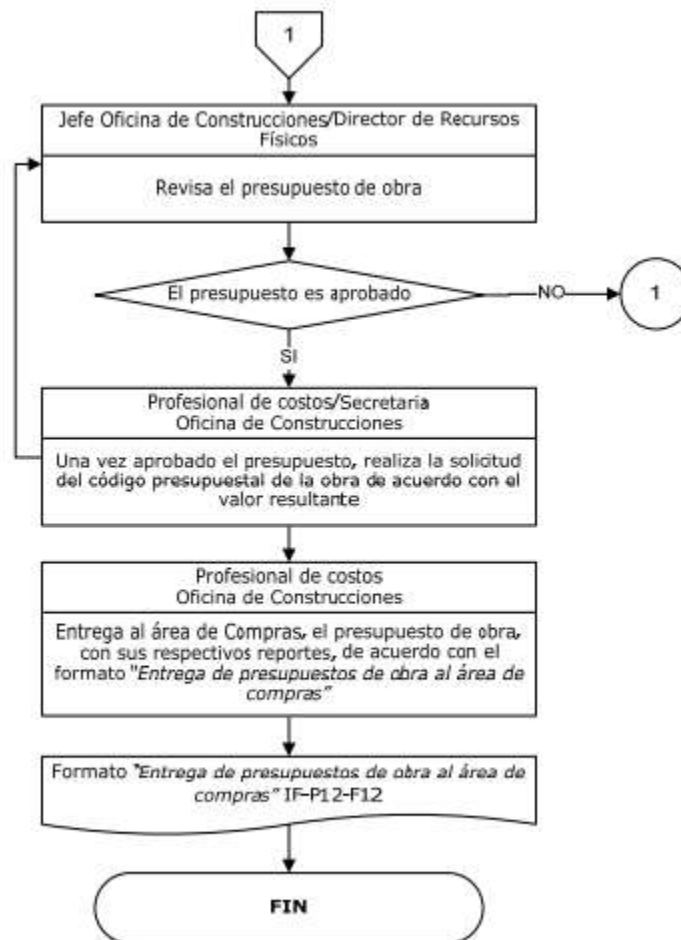 1
Jefe Oficina de Construcciones/Director de Recursos
Físicos
Revisa el presupuesto de obra
El presupuesto es aprobado
NO
1
SI
Profesional de costos/Secretaria
Oficina de Construcciones
Una vez aprobado el presupuesto, realiza la solicitud
del código presupuestal de la obra de acuerdo con el
valor resultante
Profesional de costos
Oficina de Construcciones
Entrega al área de Compras, el presupuesto de obra,
con sus respectivos reportes, de acuerdo con el
formato "Entrega de presupuestos de obra al área de
compras"
Formato "Entrega de presupuestos de obra al área de
compras" IF-P12-F12
FIN